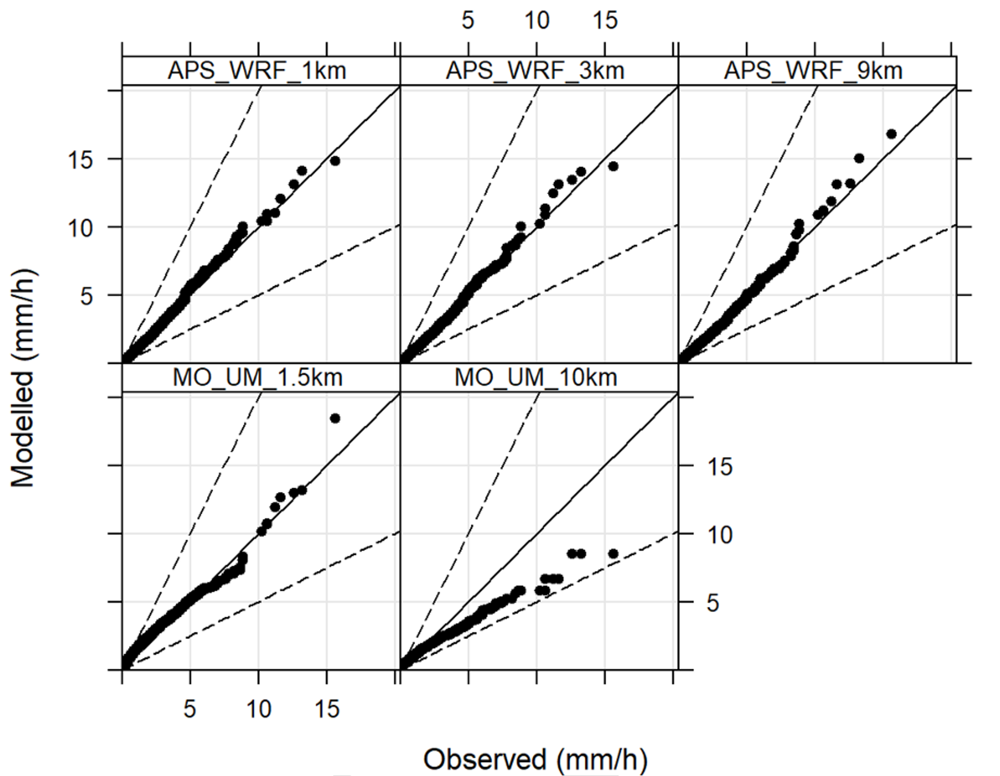 5 10 15
APS_WRF_1km APS_WRF_3km APS_WRF_9km
15
10
5
Modelled (mm/h)
MO_UM_1.5km MO_UM_10km
15
10
5
5 10 15
Observed (mm/h)